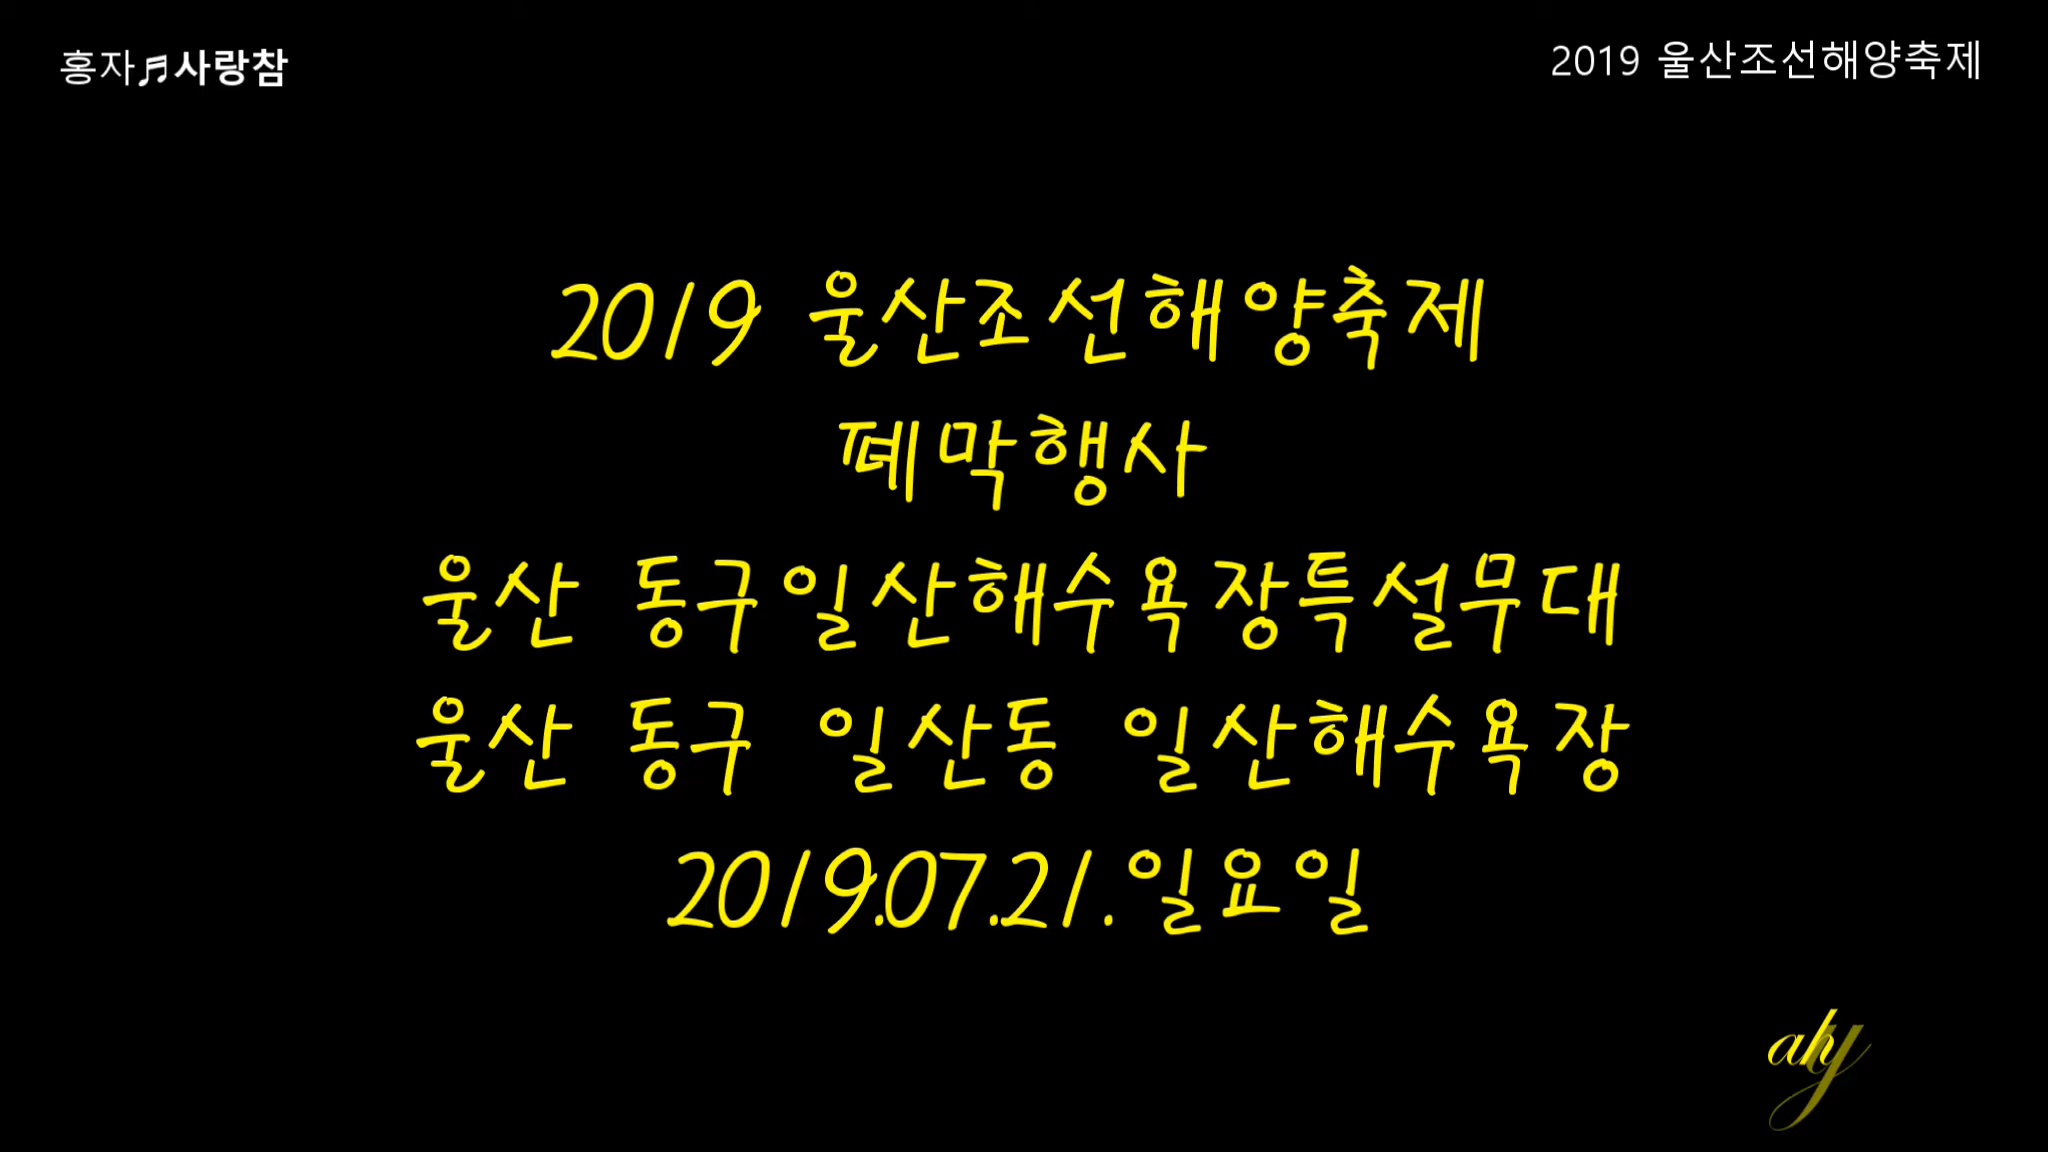 홍자♬사랑참
2019 울산조선해양축제
2019 울산조선해양축제
폐막행사
울산 동구일산해수욕장특설무대
울산 동구 일산동 일산해수욕장
2019.07.21.일요일
ahy